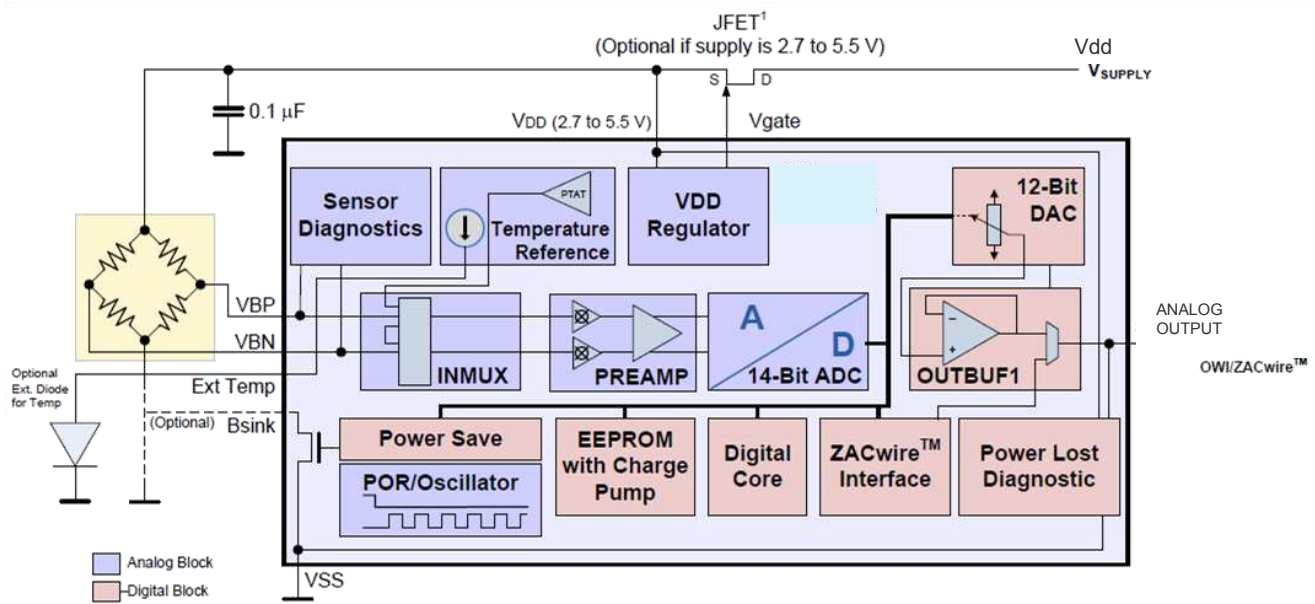 JFET1
(Optional if supply is 2.7 to 5.5 V)
Vdd
VSUPPLY
S
D
0.1 µF
VDD (2.7 to 5.5 V)
Vgate
Sensor
Diagnostics
PTAT
Temperature
Reference
VDD
Regulator
12-Bit
DAC
VBP
VBN
INMUX
PREAMP
A
D
14-Bit ADC
−
+
OUTBUF1
ANALOG
OUTPUT
OWI/ZACwire™
Optional
Ext. Diode
for Temp
Ext Temp
(Optional)
Bsink
Power Save
POR/Oscillator
EEPROM
with Charge
Pump
Digital
Core
ZACwire™
Interface
Power Lost
Diagnostic
Analog Block
Digital Block
VSS